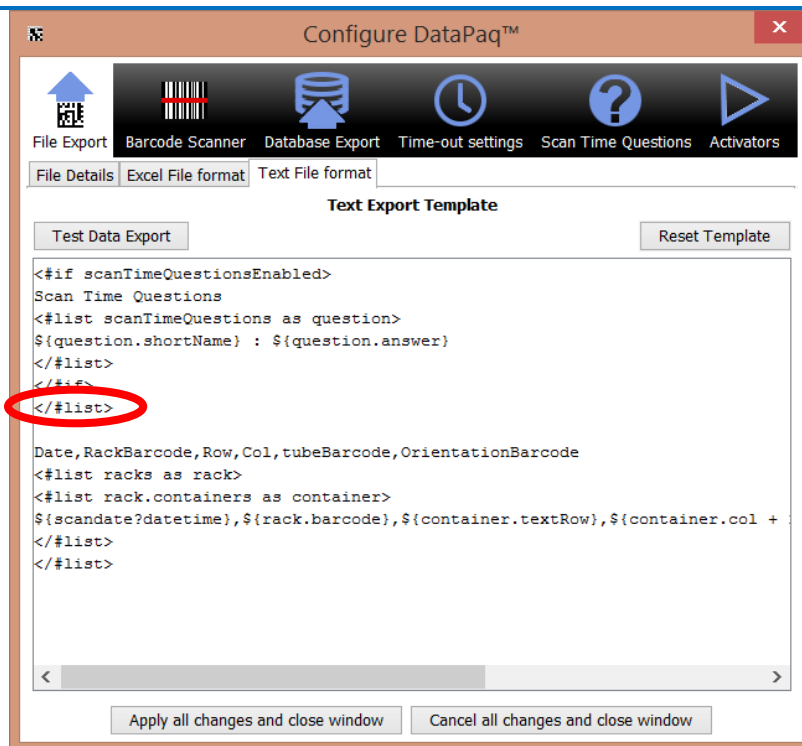 Configure DataPaq™
x
File Export Barcode Scanner Database Export Time-out settings Scan Time Questions Activators
File Details Excel File format Text File format
Text Export Template
Test Data Export Reset Template
<#if scanTimeQuestionsEnabled>
Scan Time Questions
<#list scanTimeQuestions as question>
${question.shortName} : ${question.answer}
</#list>
</#if>
</#list>
Date,RackBarcode,Row,Col,tubeBarcode,OrientationBarcode
<#list racks as rack>
<#list rack.containers as container>
${scandate?datetime},${rack.barcode},${container.textRow},${container.col +
</#list>
</#list>
Apply all changes and close window Cancel all changes and close window